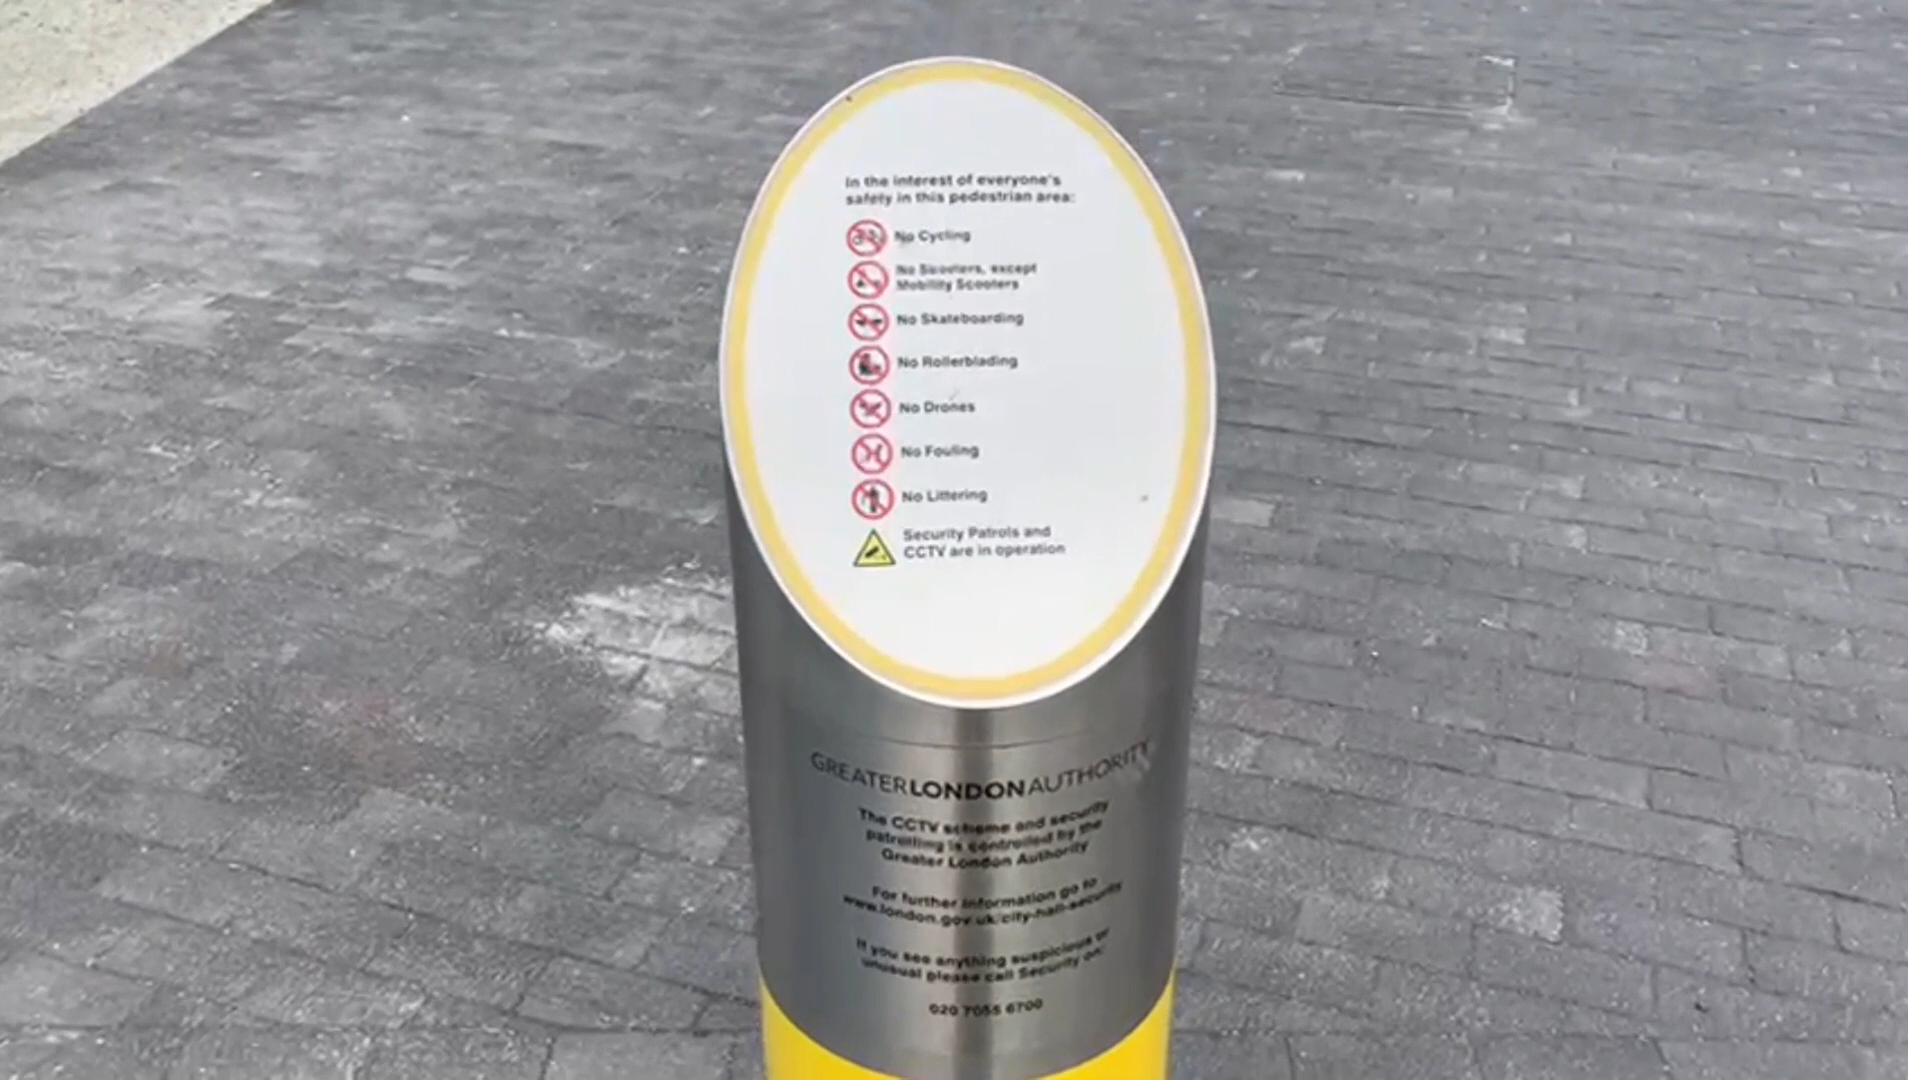 In the interest of everyone's
safety in this pedestrian area:
No Cycling
No Scooters, except
Mobility Scooters
No Skateboarding
No Rollerblading
No Drones
No Fouling
No Littering
Security Patrols and
CCTV are in operation
GREATERLONDONAUTHORITY
The CCTV scheme and security
patrolling is controlled by the
Greater London Authority
For further information go to
www.london.gov.uk/city-hall-security
If you see anything suspicious or
unusual please call Security on:
020 7055 6700